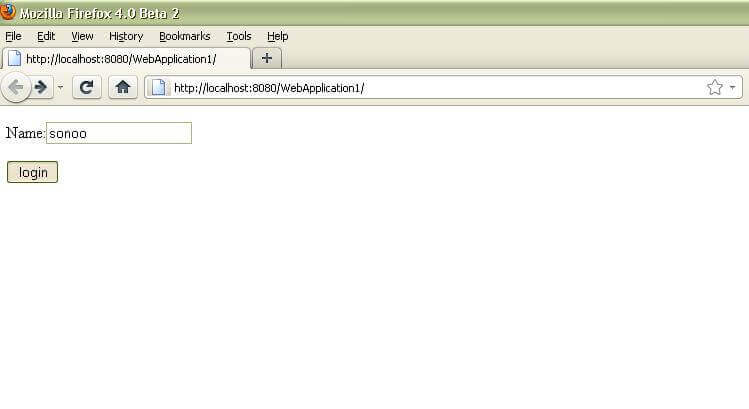 Mozilla Firefox 4.0 Beta 2
File Edit View History Bookmarks Tools Help
http://localhost:8080/WebApplication1/
http://localhost:8080/WebApplication1/
Name: sonoo
login